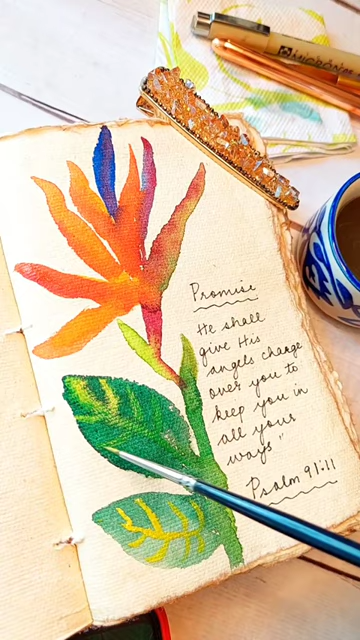 Promise
He shall
give His
angels charge
over you to
keep you in
all your
ways"
Psalm 91:11